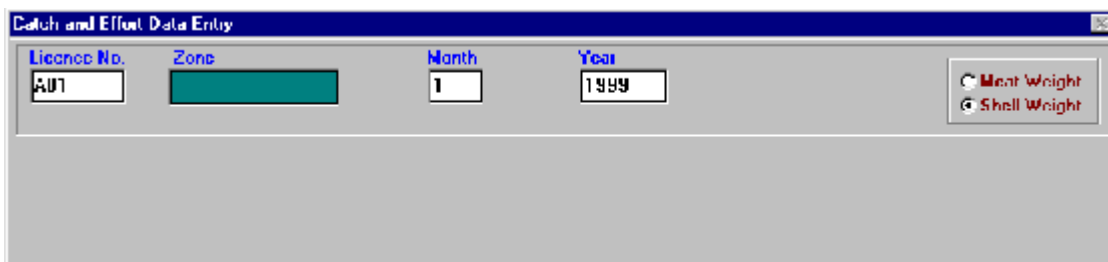 Catch and Effort Data Entry
Licence No. Zone Month Year
A01 1 1999
Meat Weight
Shell Weight